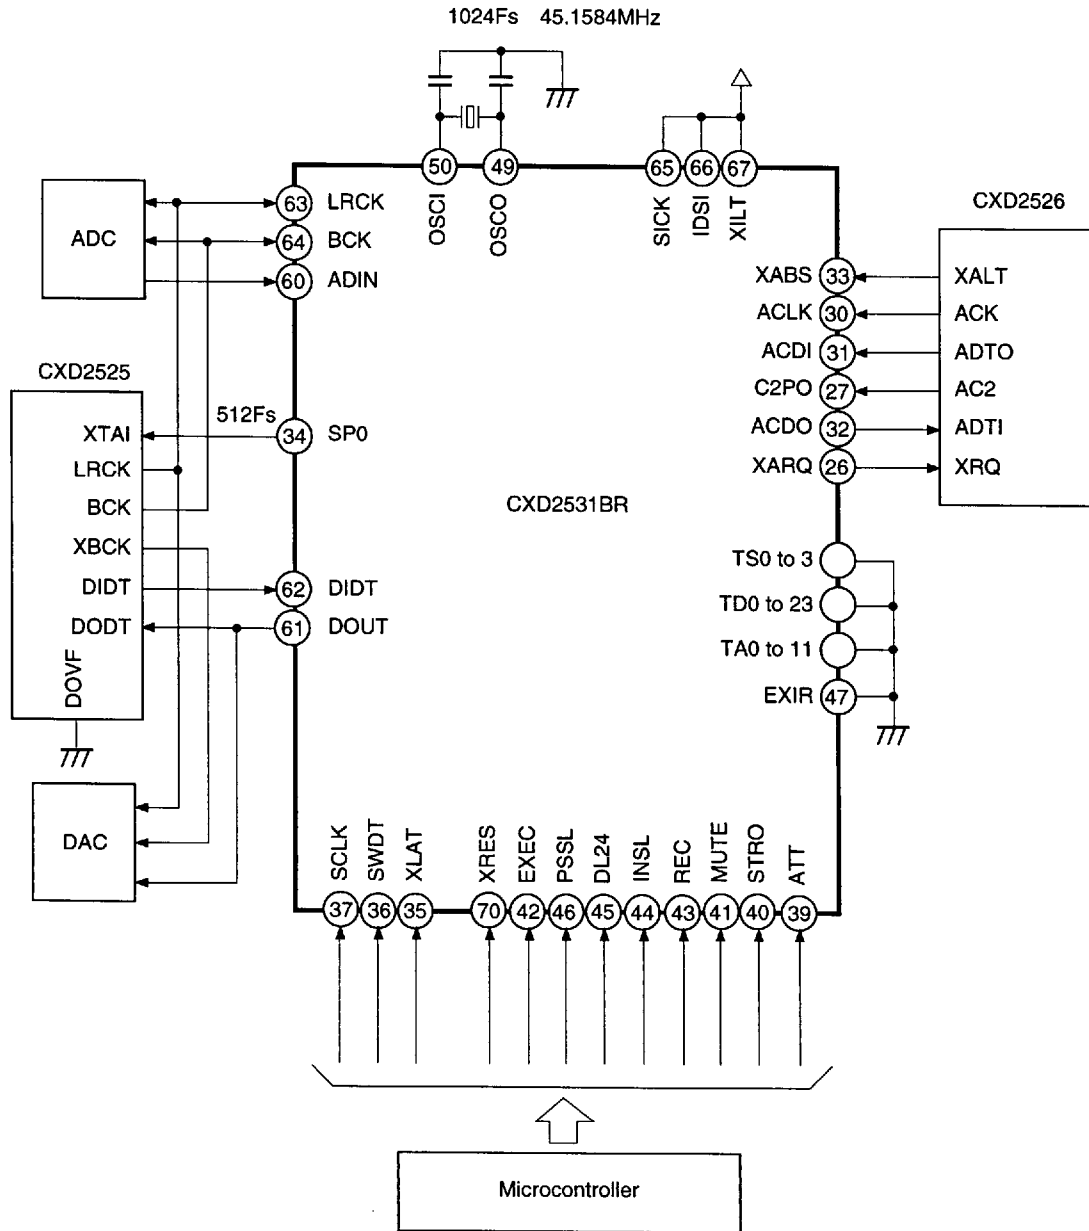 1024Fs 45.1584MHz
50
49
65
66
67
OSCI
OSCO
SICK
IDSI
XILT
ADC
63 LRCK
64 BCK
60 ADIN
CXD2526
XABS 33 XALT
ACLK 30 ACK
ACDI 31 ADTO
C2PO 27 AC2
ACDO 32 ADTI
XARQ 26 XRQ
CXD2525
512Fs
XTAI 34 SP0
LRCK
BCK
XBCK
DIDT 62 DIDT
DODT 61 DOUT
DOVF
CXD2531BR
TS0 to 3
TD0 to 23
TA0 to 11
EXIR 47
DAC
SCLK
SWDT
XLAT
XRES
EXEC
PSSL
DL24
INSL
REC
MUTE
STRO
ATT
37
36
35
70
42
46
45
44
43
41
40
39
Microcontroller